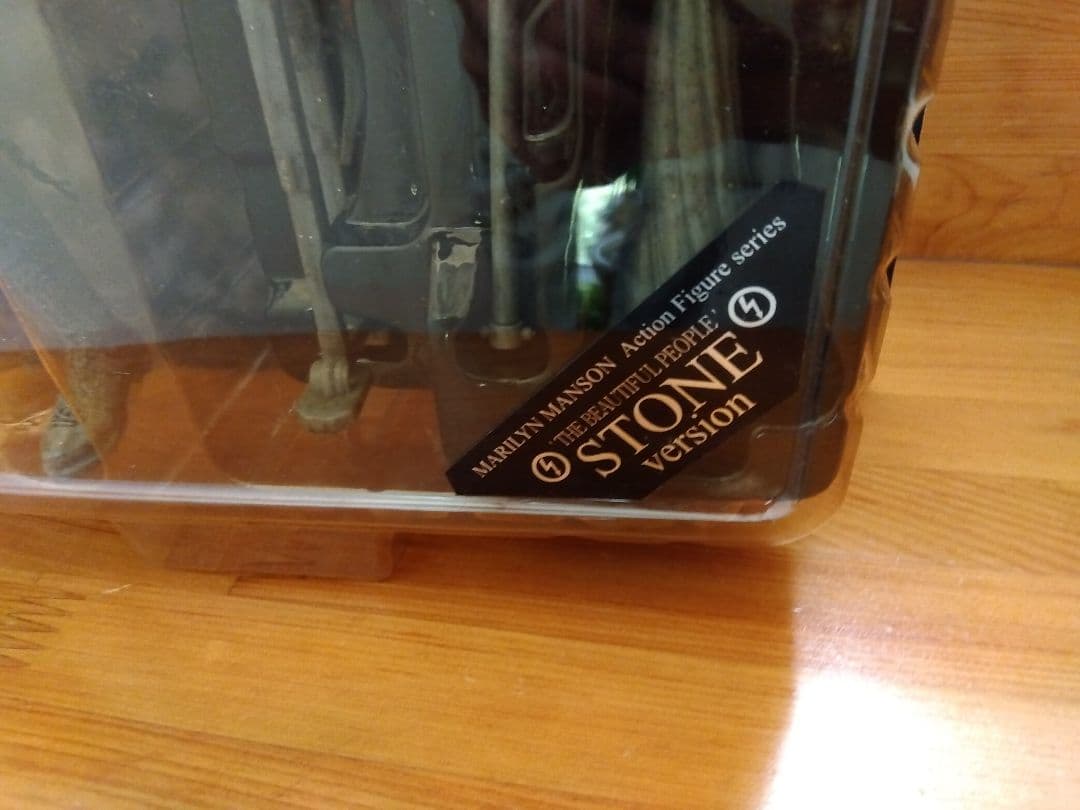 MARILYN MANSON Action Figure series
'THE BEAUTIFUL PEOPLE'
STONE
version